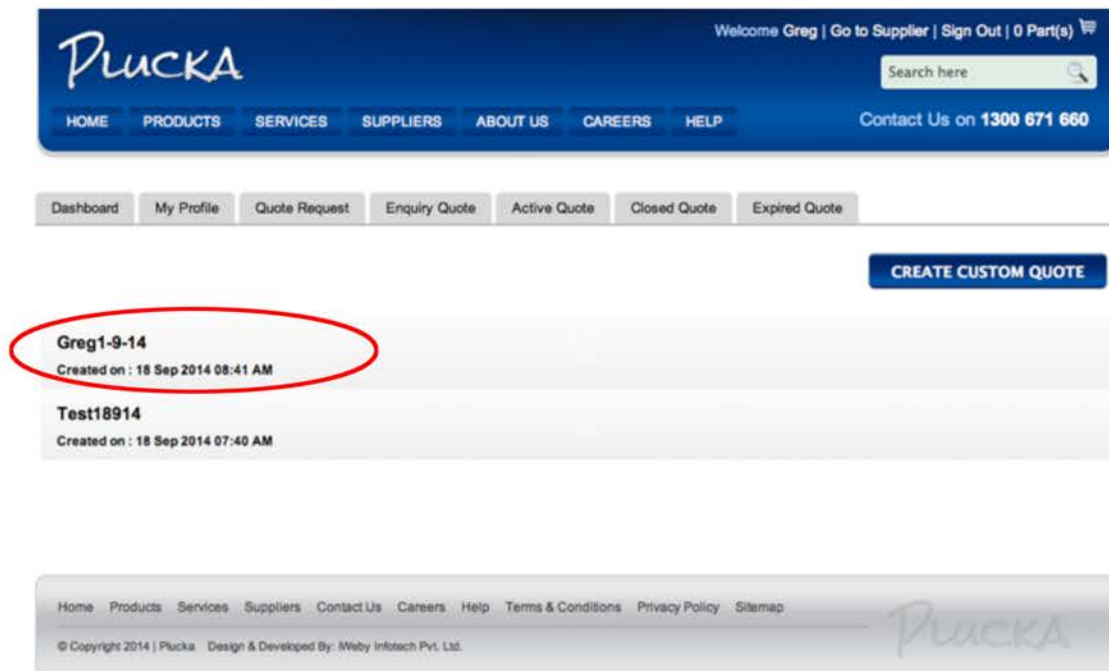 PLUCKA
Welcome Greg | Go to Supplier | Sign Out | 0 Part(s)
Search here
HOME PRODUCTS SERVICES SUPPLIERS ABOUT US CAREERS HELP
Contact Us on 1300 671 660
Dashboard My Profile Quote Request Enquiry Quote Active Quote Closed Quote Expired Quote
CREATE CUSTOM QUOTE
Greg1-9-14
Created on : 18 Sep 2014 08:41 AM
Test18914
Created on : 18 Sep 2014 07:40 AM
Home Products Services Suppliers Contact Us Careers Help Terms & Conditions Privacy Policy Sitemap
© Copyright 2014 | Plucka Design & Developed By: iWeby Infotech Pvt. Ltd.
PLUCKA